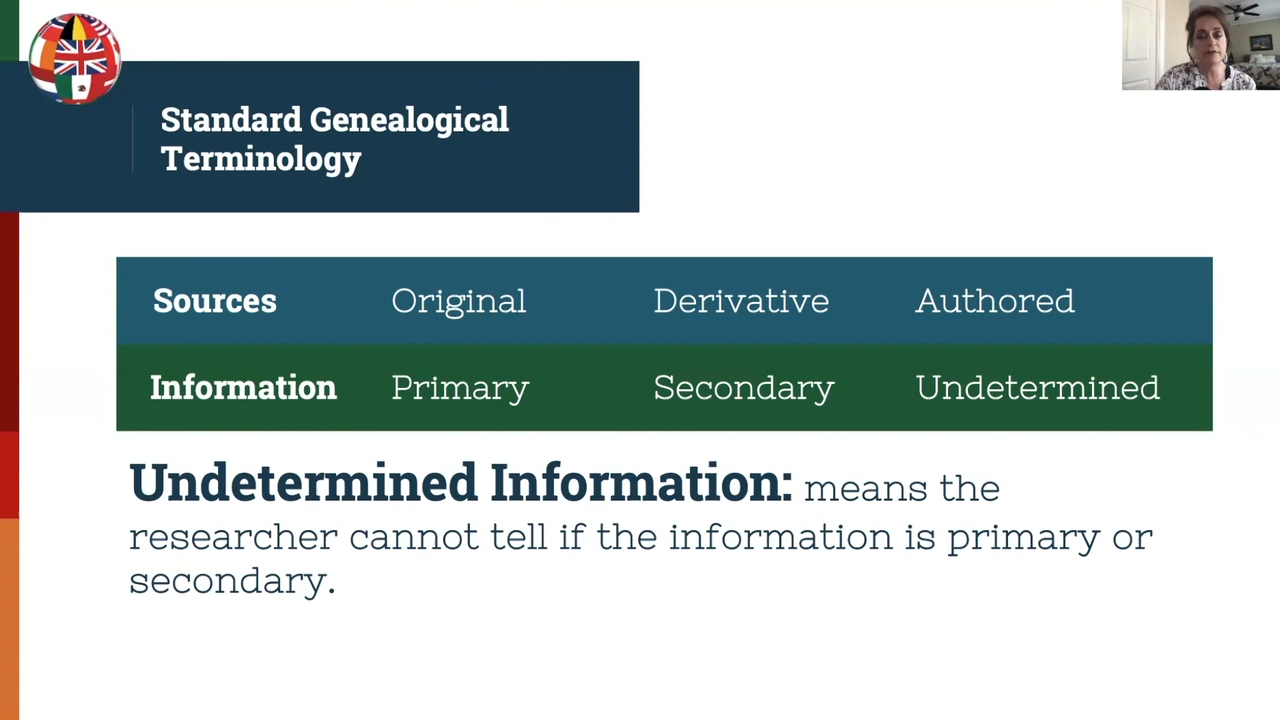 Standard Genealogical
Terminology
Sources Original Derivative Authored
Information Primary Secondary Undetermined
Undetermined Information: means the
researcher cannot tell if the information is primary or
secondary.